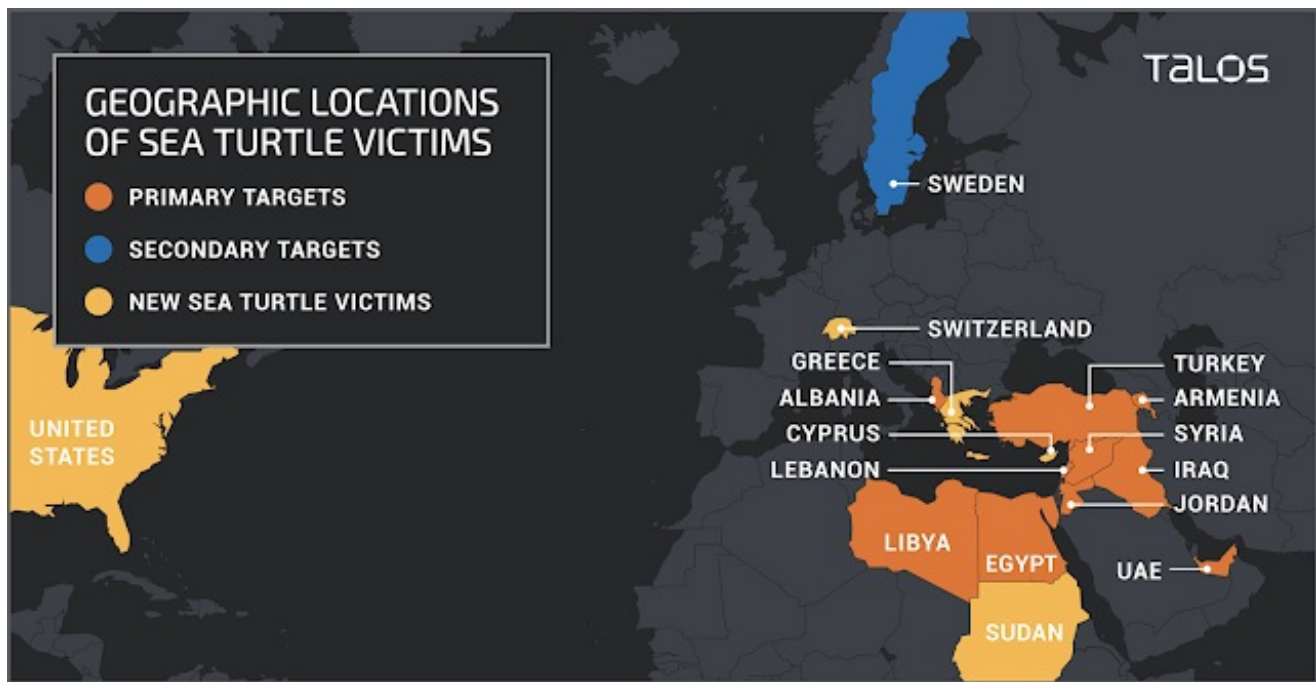 TALOS
GEOGRAPHIC LOCATIONS
OF SEA TURTLE VICTIMS
PRIMARY TARGETS
SECONDARY TARGETS
NEW SEA TURTLE VICTIMS
SWEDEN
SWITZERLAND
GREECE
TURKEY
ALBANIA
ARMENIA
UNITED
STATES
CYPRUS
SYRIA
LEBANON
IRAQ
JORDAN
LIBYA
EGYPT
UAE
SUDAN